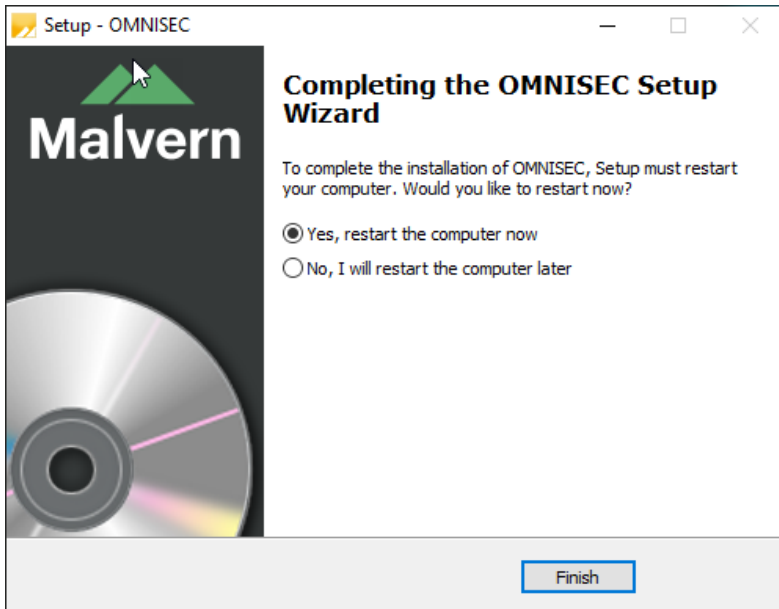 Setup - OMNISEC
Malvern
Completing the OMNISEC Setup
Wizard
To complete the installation of OMNISEC, Setup must restart
your computer. Would you like to restart now?
Yes, restart the computer now
No, I will restart the computer later
Finish